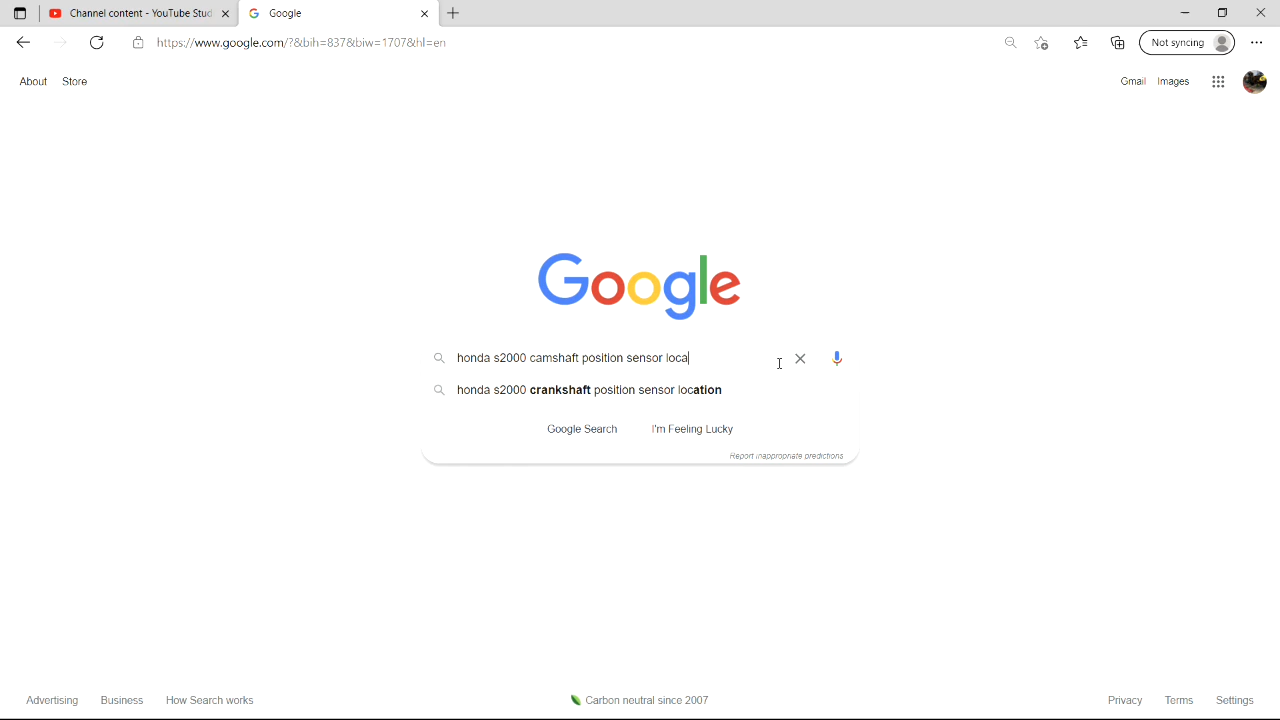 Channel content - YouTube Stud
Google
https://www.google.com/?&bih=837&biw=1707&hl=en
Not syncing
About Store
Gmail Images
Google
honda s2000 camshaft position sensor loca
honda s2000 crankshaft position sensor location
Google Search I'm Feeling Lucky
Report inappropriate predictions
Advertising Business How Search works
Carbon neutral since 2007
Privacy Terms Settings